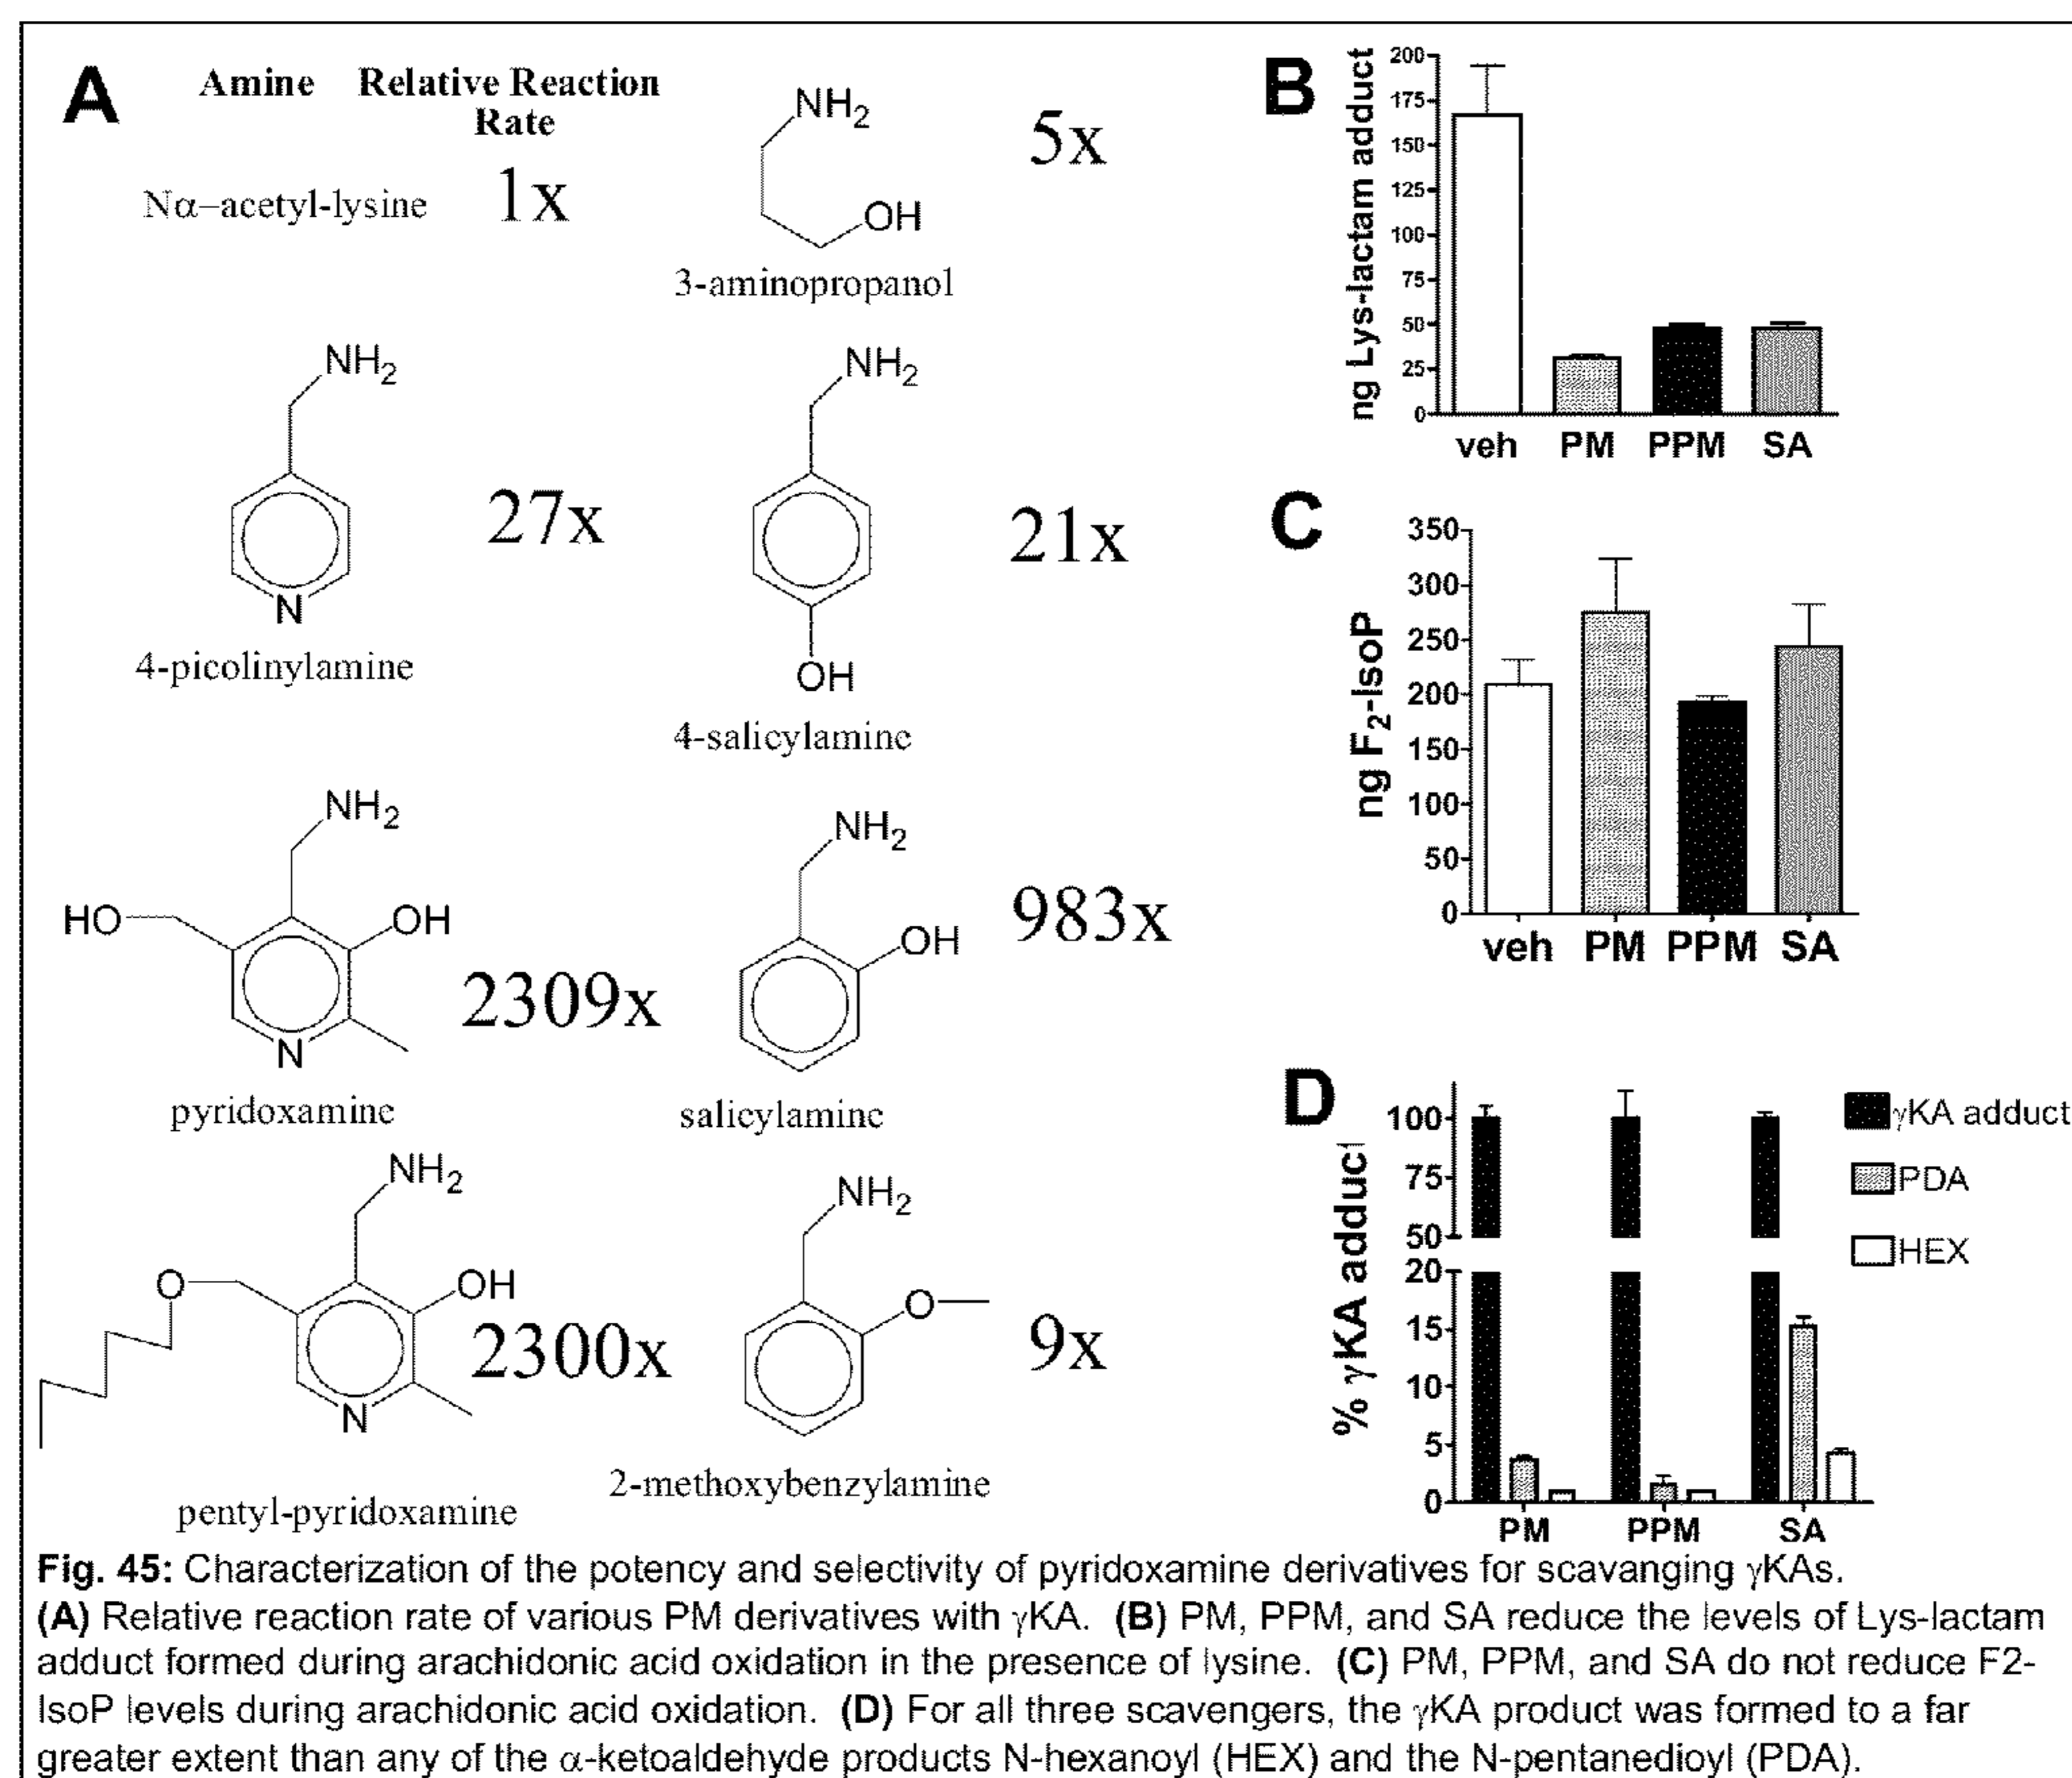 A
Amine Relative Reaction
Rate
Nα–acetyl-lysine 1x
NH2
OH
3-aminopropanol
5x
NH2
N
4-picolinylamine
27x
NH2
OH
4-salicylamine
21x
NH2
HO
OH
N
pyridoxamine
2309x
NH2
OH
salicylamine
983x
NH2
O
OH
N
pentyl-pyridoxamine
2300x
NH2
O
2-methoxybenzylamine
9x
B
ng Lys-lactam adduct
200
175
150
125
100
75
50
25
0
veh PM PPM SA
C
ng F2-IsoP
350
300
250
200
150
100
50
0
veh PM PPM SA
D
% γKA adduct
100
75
50
20
15
10
5
0
PM PPM SA
γKA adduct
PDA
HEX
Fig. 45: Characterization of the potency and selectivity of pyridoxamine derivatives for scavanging γKAs.
(A) Relative reaction rate of various PM derivatives with γKA. (B) PM, PPM, and SA reduce the levels of Lys-lactam
adduct formed during arachidonic acid oxidation in the presence of lysine. (C) PM, PPM, and SA do not reduce F2-
IsoP levels during arachidonic acid oxidation. (D) For all three scavengers, the γKA product was formed to a far
greater extent than any of the α-ketoaldehyde products N-hexanoyl (HEX) and the N-pentanedioyl (PDA).